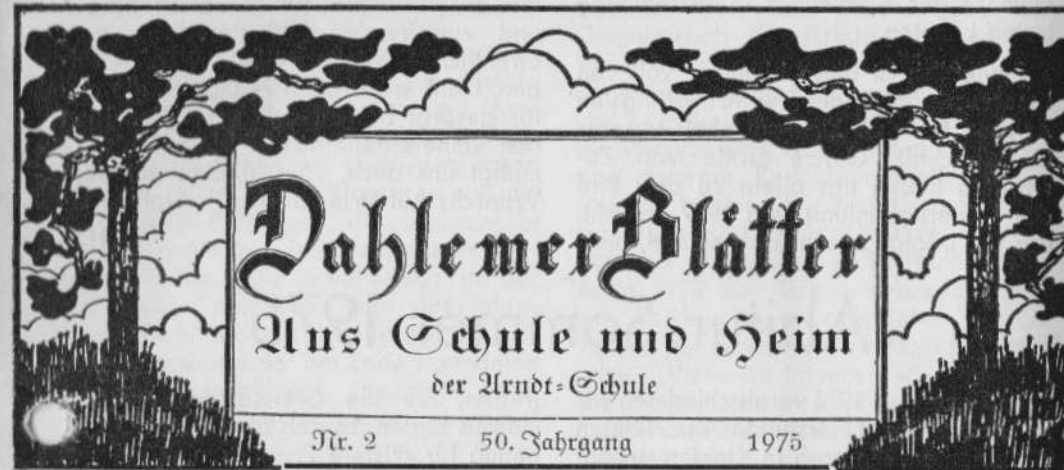 Dahlemer Blätter
Aus Schule und Heim
der Arndt-Schule
Nr. 2 50. Jahrgang 1975